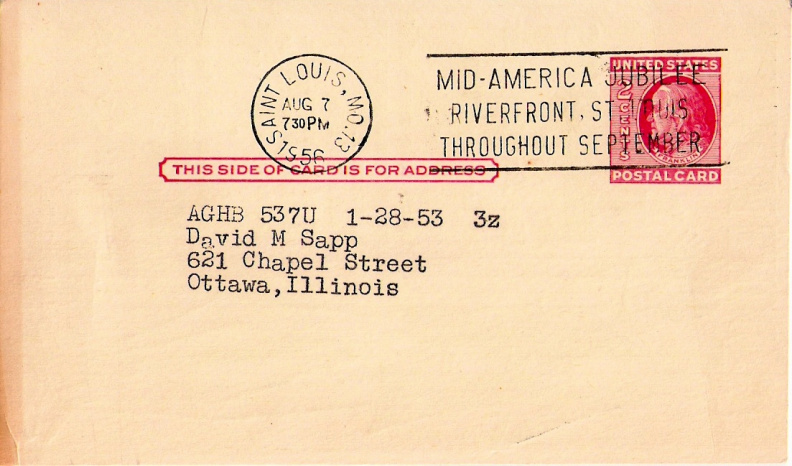 SAINT LOUIS, MO. 13
AUG 7
730 PM
1956
MID-AMERICA JUBILEE
RIVERFRONT, ST LOUIS
THROUGHOUT SEPTEMBER
UNITED STATES
2 CENTS
FRANKLIN
POSTAL CARD
THIS SIDE OF CARD IS FOR ADDRESS
AGHB 537U 1-28-53 3z
David M Sapp
621 Chapel Street
Ottawa,Illinois